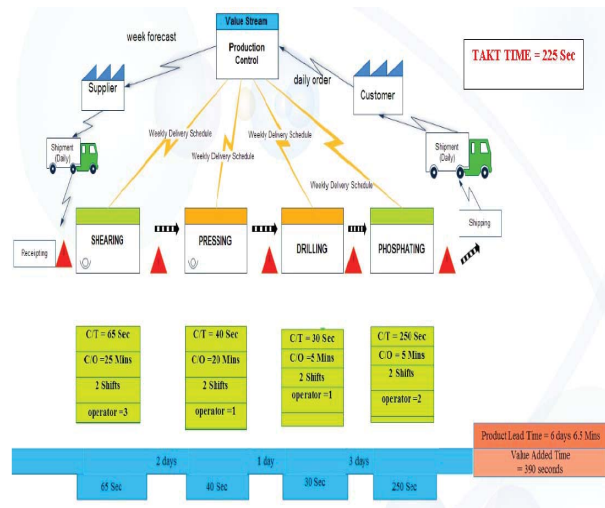 Value Stream
Production
Control
week forecast
daily order
TAKT TIME = 225 Sec
Supplier
Customer
Shipment
(Daily)
Shipment
(Daily)
Weekly Delivery Schedule
Weekly Delivery Schedule
Weekly Delivery Schedule
Weekly Delivery Schedule
Receipting
SHEARING
PRESSING
DRILLING
PHOSPHATING
Shipping
C/T = 65 Sec
C/O =25 Mins
2 Shifts
operator =3
C/T = 40 Sec
C/O =20 Mins
2 Shifts
operator =1
C/T = 30 Sec
C/O =5 Mins
2 Shifts
operator =1
C/T = 250 Sec
C/O = 5 Mins
2 Shifts
operator =2
Product Lead Time = 6 days 6.5 Mins
Value Added Time
= 390 seconds
2 days
1 day
3 days
65 Sec
40 Sec
30 Sec
250 Sec